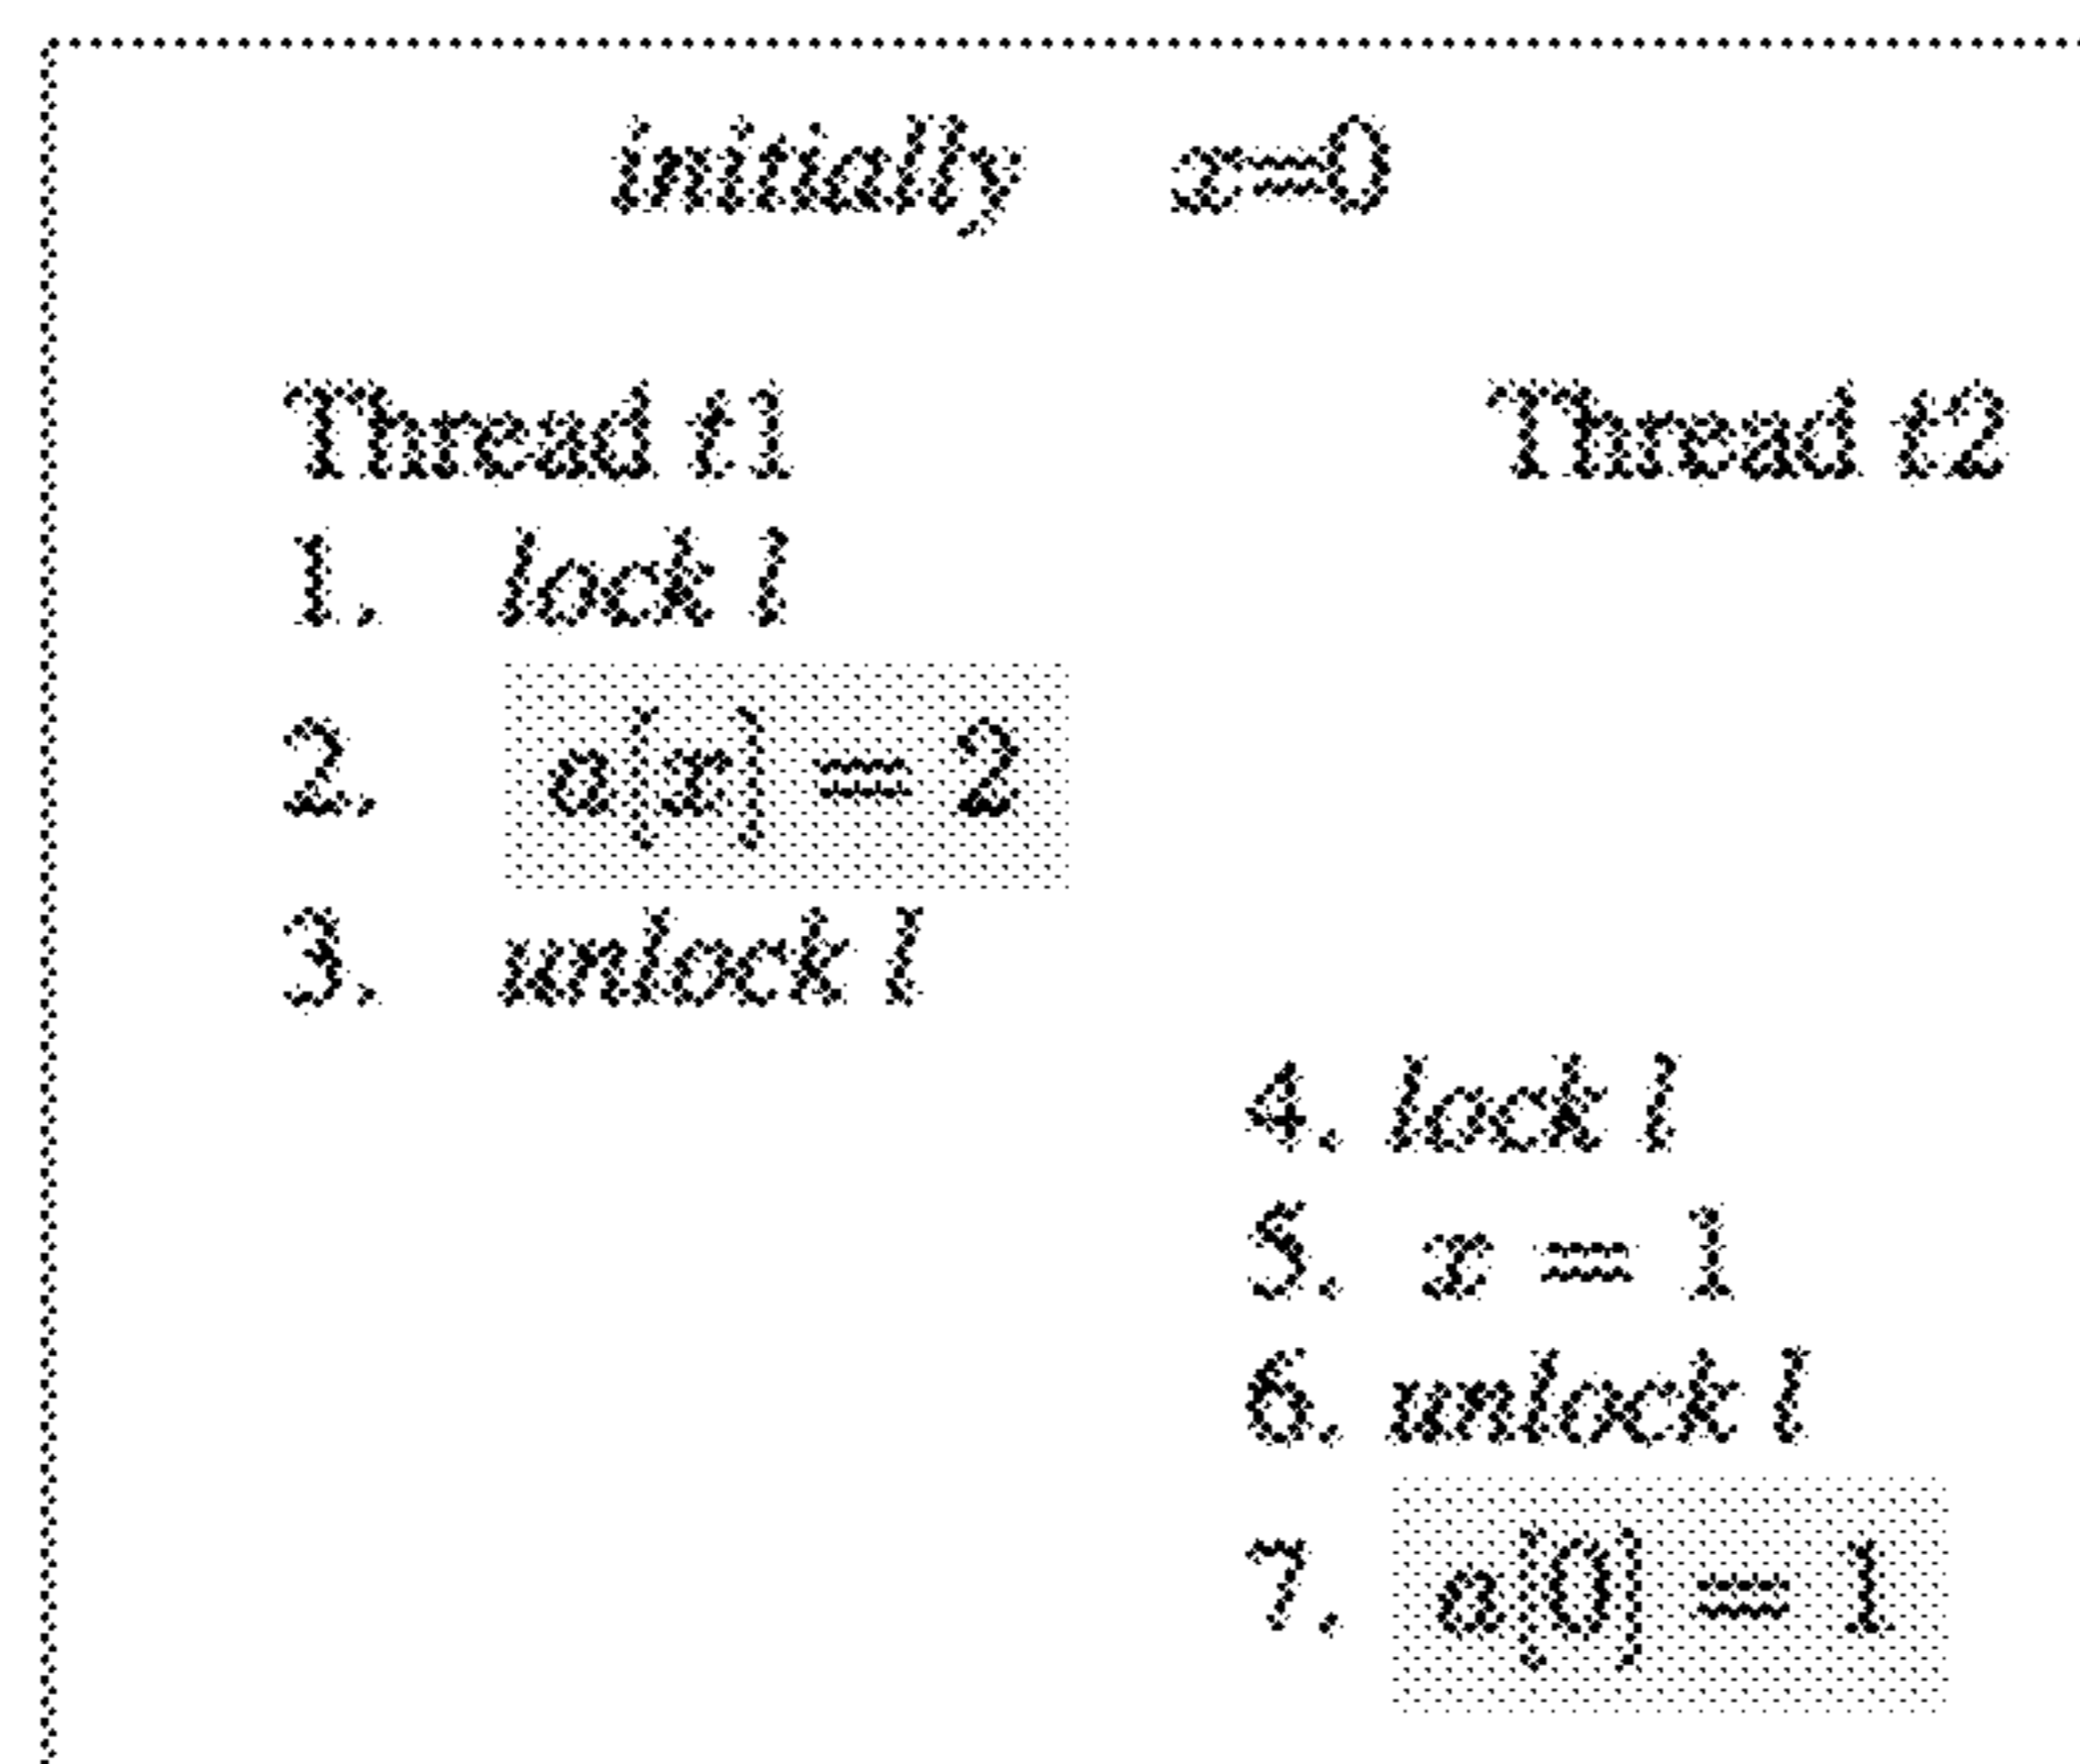 initially x=0
Thread t1 Thread t2
1. lock l
2. a[x] = 2
3. unlock l
4. lock l
5. x = 1
6. unlock l
7. a[0] = 1